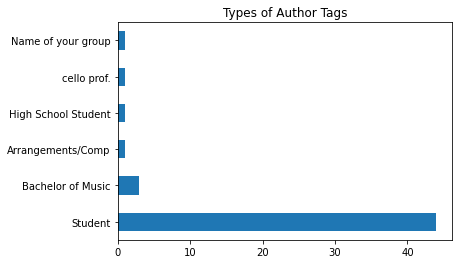 Types of Author Tags
Name of your group
cello prof.
High School Student
Arrangements/Comp
Bachelor of Music
Student
0 10 20 30 40